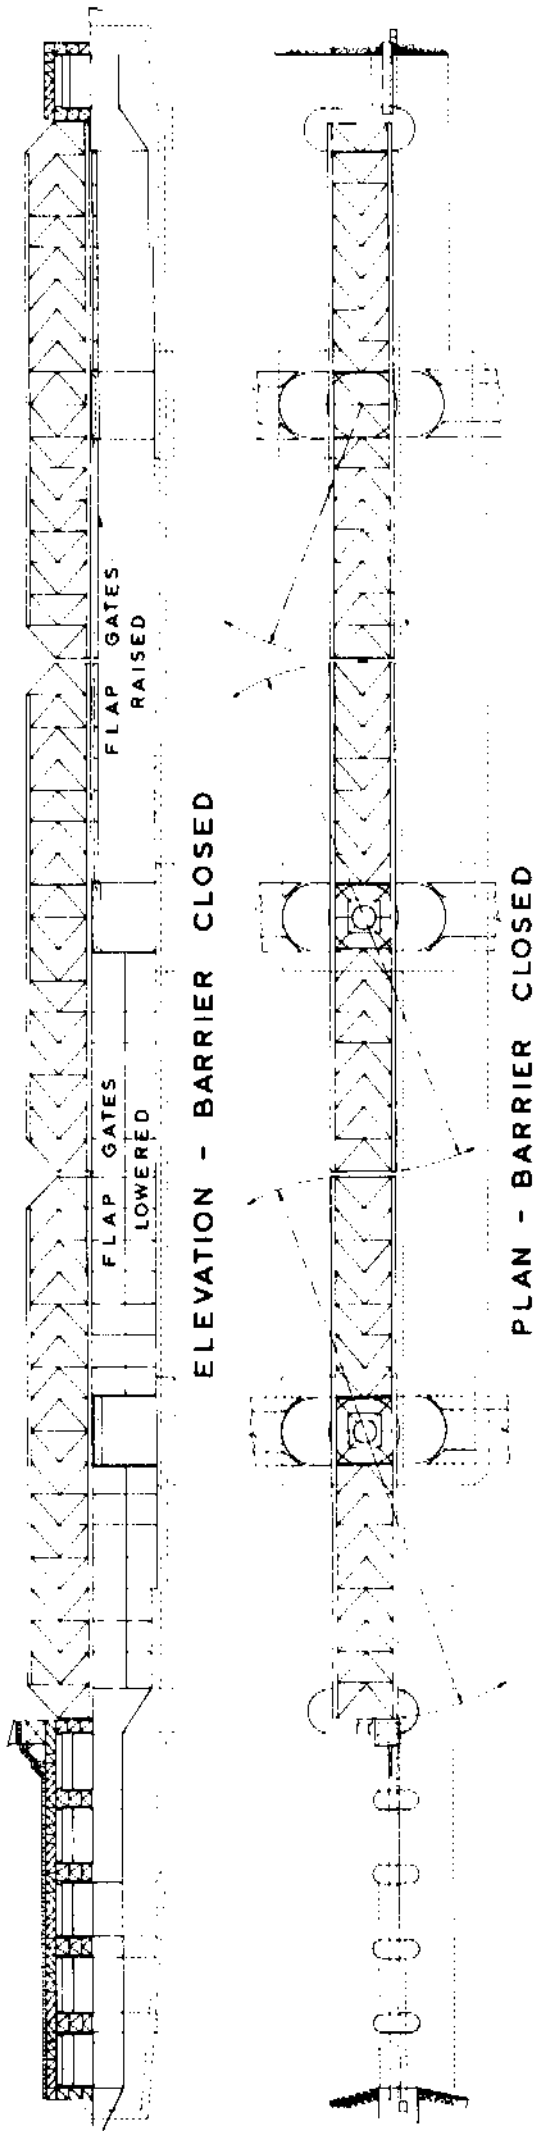 FLAP GATES
RAISED
FLAP GATES
LOWERED
ELEVATION - BARRIER CLOSED
PLAN - BARRIER CLOSED